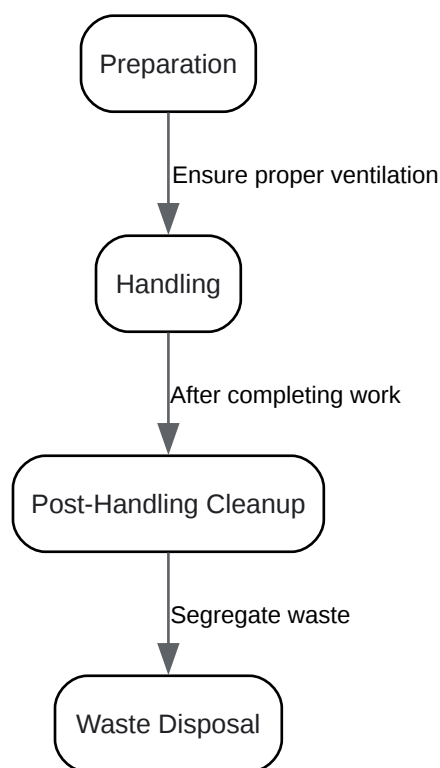 Preparation
Ensure proper ventilation
Handling
After completing work
Post-Handling Cleanup
Segregate waste
Waste Disposal